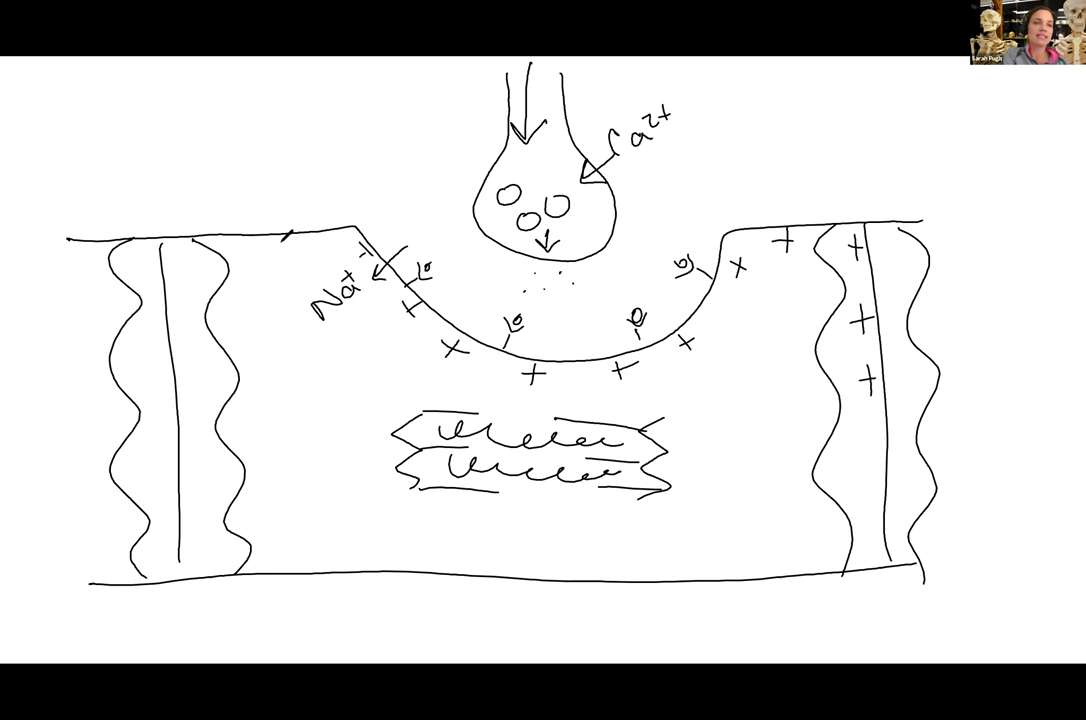 Sarah Pugh
Ca²⁺
+ +
+ +
Na⁺
+ +
+ + + +
+ +